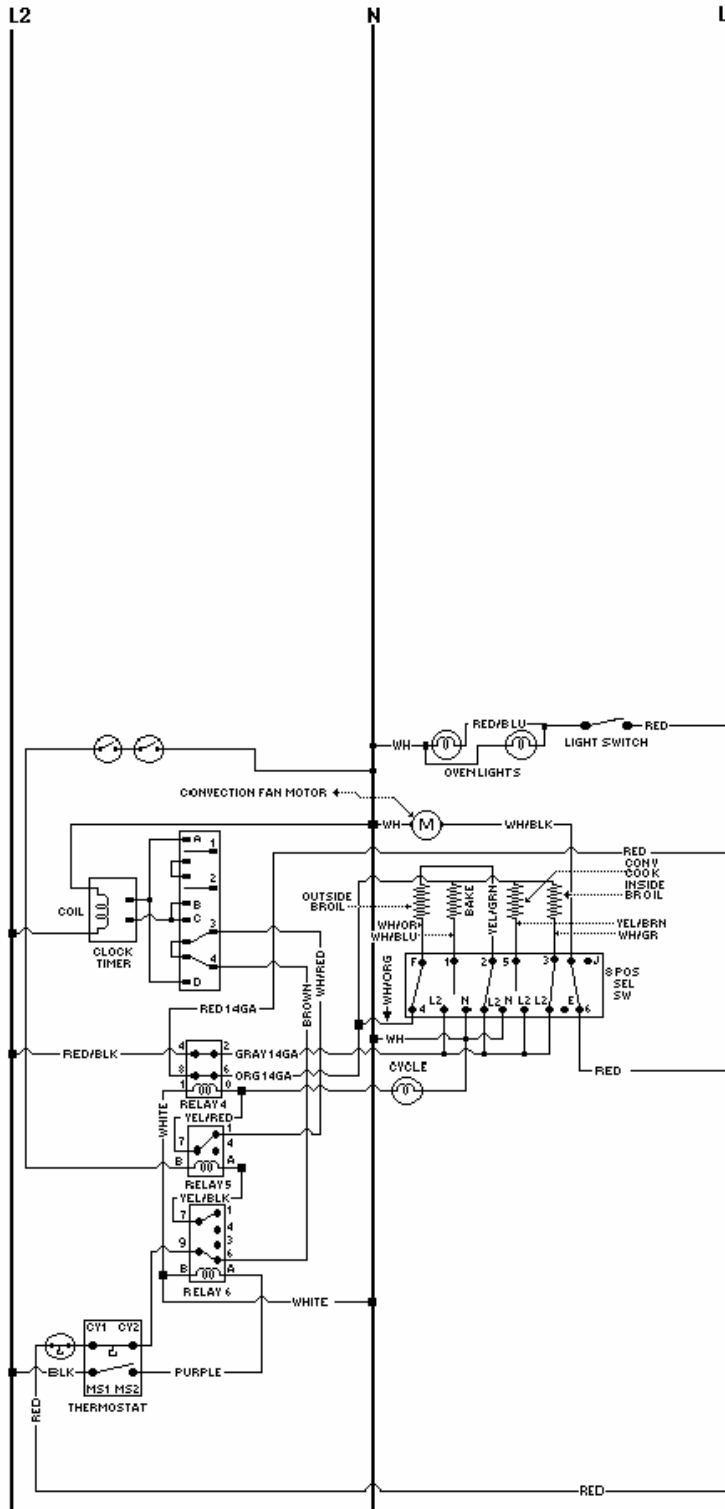 L2
N
L
RED/BLU
RED
WH
LIGHT SWITCH
OVEN LIGHTS
CONVECTION FAN MOTOR
WH
M
WH/BLK
RED
A
1
2
B
C
3
4
D
COIL
CLOCK
TIMER
CONV
COOK
INSIDE
BROIL
OUTSIDE
BROIL
BAKE
YEL/GRN
WH/OR
WH/BLU
YEL/BRN
WH/GR
WH/RED
BROWN
WH/ORG
F
1
2
5
3
J
8 POS
SEL
SW
4
L2
N
L2
N
L2
L2
E
6
RED 14GA
WH
RED/BLK
4
2
GRAY 14GA
8
6
ORG 14GA
CYCLE
RED
1
0
RELAY 4
WHITE
YEL/RED
7
1
4
B
A
RELAY 5
YEL/BLK
7
1
4
3
9
6
B
A
RELAY 6
WHITE
CY1
CY2
BLK
PURPLE
MS1
MS2
THERMOSTAT
RED
RED